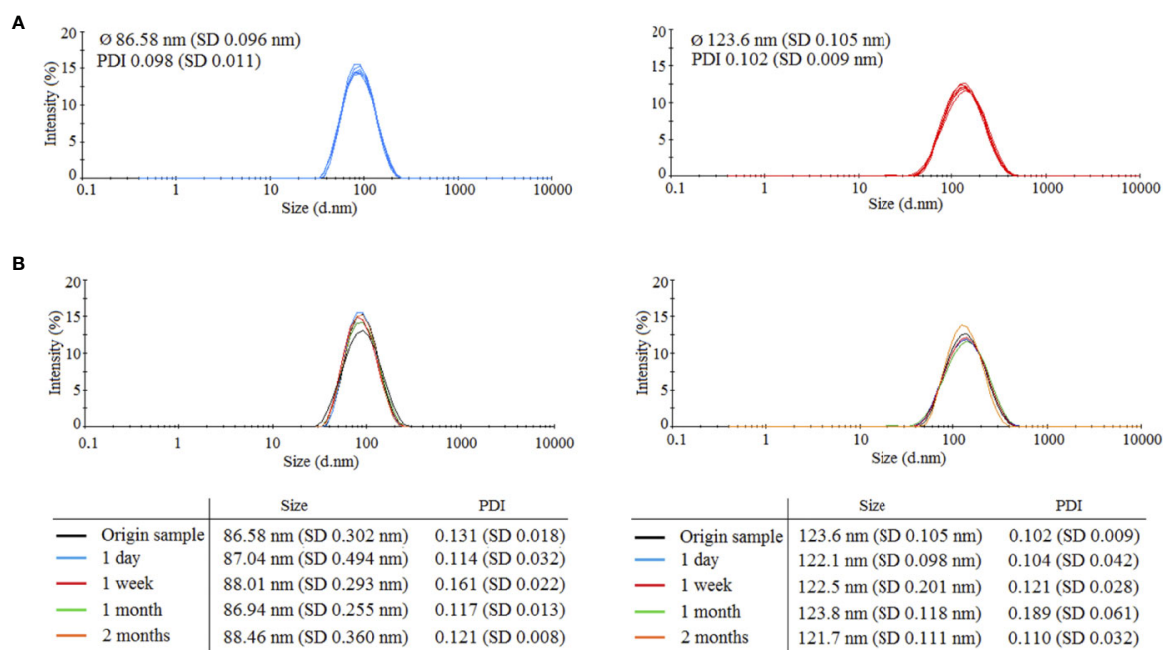 A
Ø 86.58 nm (SD 0.096 nm)
PDI 0.098 (SD 0.011)
Intensity (%)
20
15
10
5
0
0.1 1 10 100 1000 10000
Size (d.nm)
Ø 123.6 nm (SD 0.105 nm)
PDI 0.102 (SD 0.009 nm)
Intensity (%)
20
15
10
5
0
0.1 1 10 100 1000 10000
Size (d.nm)
B
Intensity (%)
20
15
10
5
0
0.1 1 10 100 1000 10000
Size (d.nm)
Intensity (%)
20
15
10
5
0
0.1 1 10 100 1000 10000
Size (d.nm)
Size PDI
Origin sample 86.58 nm (SD 0.302 nm) 0.131 (SD 0.018)
1 day 87.04 nm (SD 0.494 nm) 0.114 (SD 0.032)
1 week 88.01 nm (SD 0.293 nm) 0.161 (SD 0.022)
1 month 86.94 nm (SD 0.255 nm) 0.117 (SD 0.013)
2 months 88.46 nm (SD 0.360 nm) 0.121 (SD 0.008)
Size PDI
Origin sample 123.6 nm (SD 0.105 nm) 0.102 (SD 0.009)
1 day 122.1 nm (SD 0.098 nm) 0.104 (SD 0.042)
1 week 122.5 nm (SD 0.201 nm) 0.121 (SD 0.028)
1 month 123.8 nm (SD 0.118 nm) 0.189 (SD 0.061)
2 months 121.7 nm (SD 0.111 nm) 0.110 (SD 0.032)